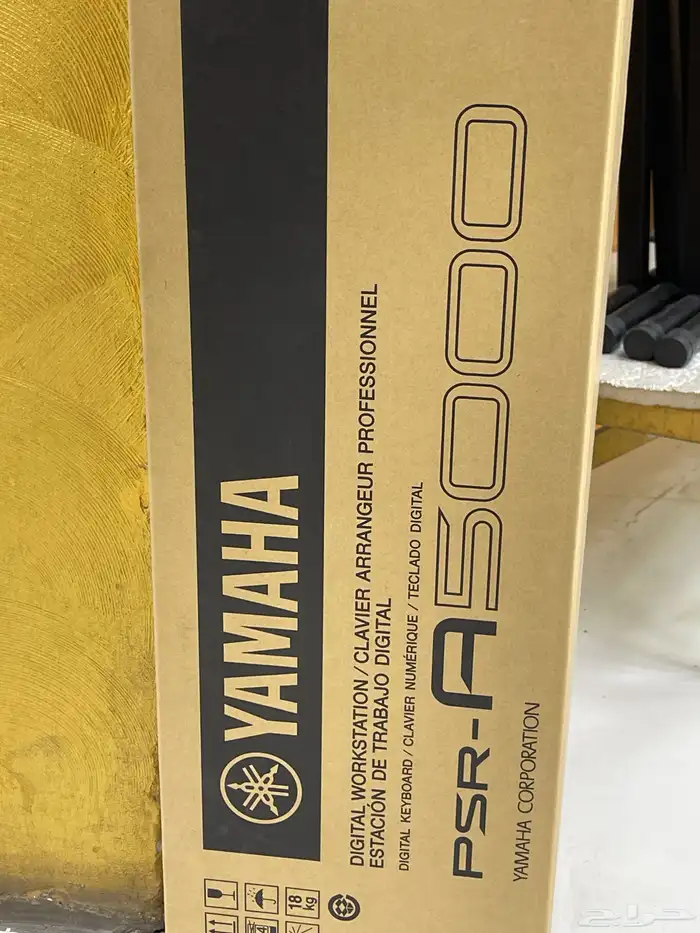 YAMAHA
DIGITAL WORKSTATION / CLAVIER ARRANGEUR PROFESSIONNEL
ESTACIÓN DE TRABAJO DIGITAL
DIGITAL KEYBOARD / CLAVIER NUMÉRIQUE / TECLADO DIGITAL
PSR-A5000
YAMAHA CORPORATION
18
kg
4
حراج